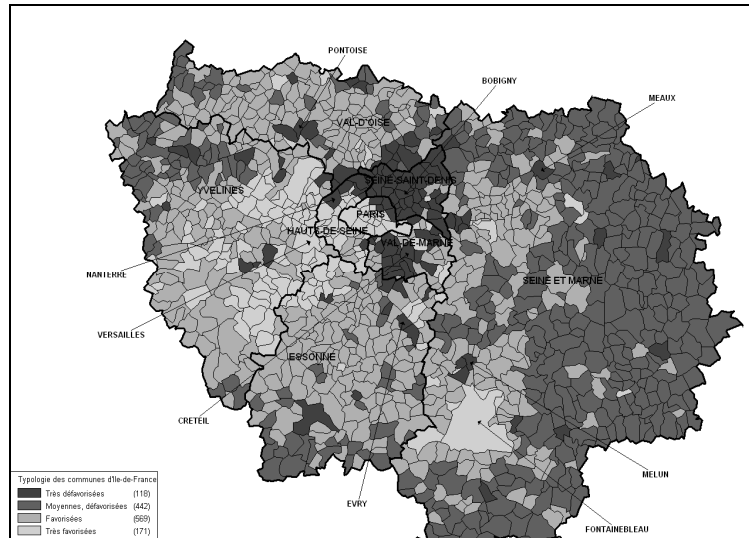 PONTOISE
BOBIGNY
MEAUX
VAL-D'OISE
SEINE-SAINT-DENIS
YVELINES
PARIS
HAUTS-DE-SEINE
VAL-DE-MARNE
NANTERRE
SEINE ET MARNE
VERSAILLES
ESSONNE
CRETEIL
MELUN
EVRY
FONTAINEBLEAU
Typologie des communes d'Ile-de-France
Très défavorisées (118)
Moyennes, défavorisées (442)
Favorisées (569)
Très favorisées (171)